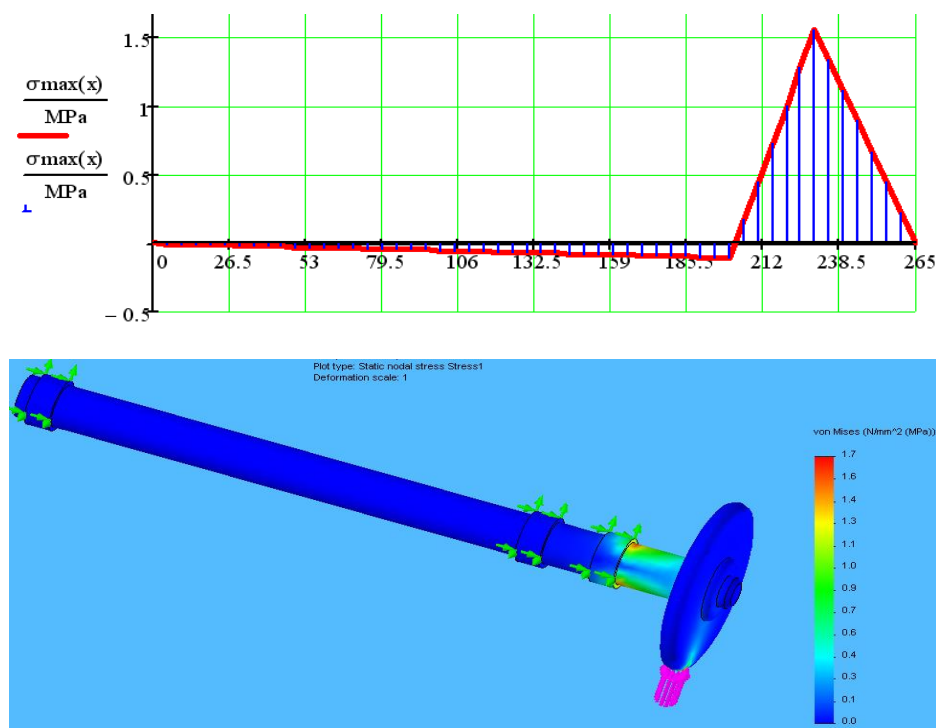 1.5
σmax(x)
MPa
1
σmax(x)
MPa
0.5
0 26.5 53 79.5 106 132.5 159 185.5 212 238.5 265
− 0.5
Plot type: Static nodal stress Stress1
Deformation scale: 1
von Mises (N/mm^2 (MPa))
1.7
1.6
1.3
1.2
1.0
0.9
0.7
0.6
0.4
0.3
0.1
0.0